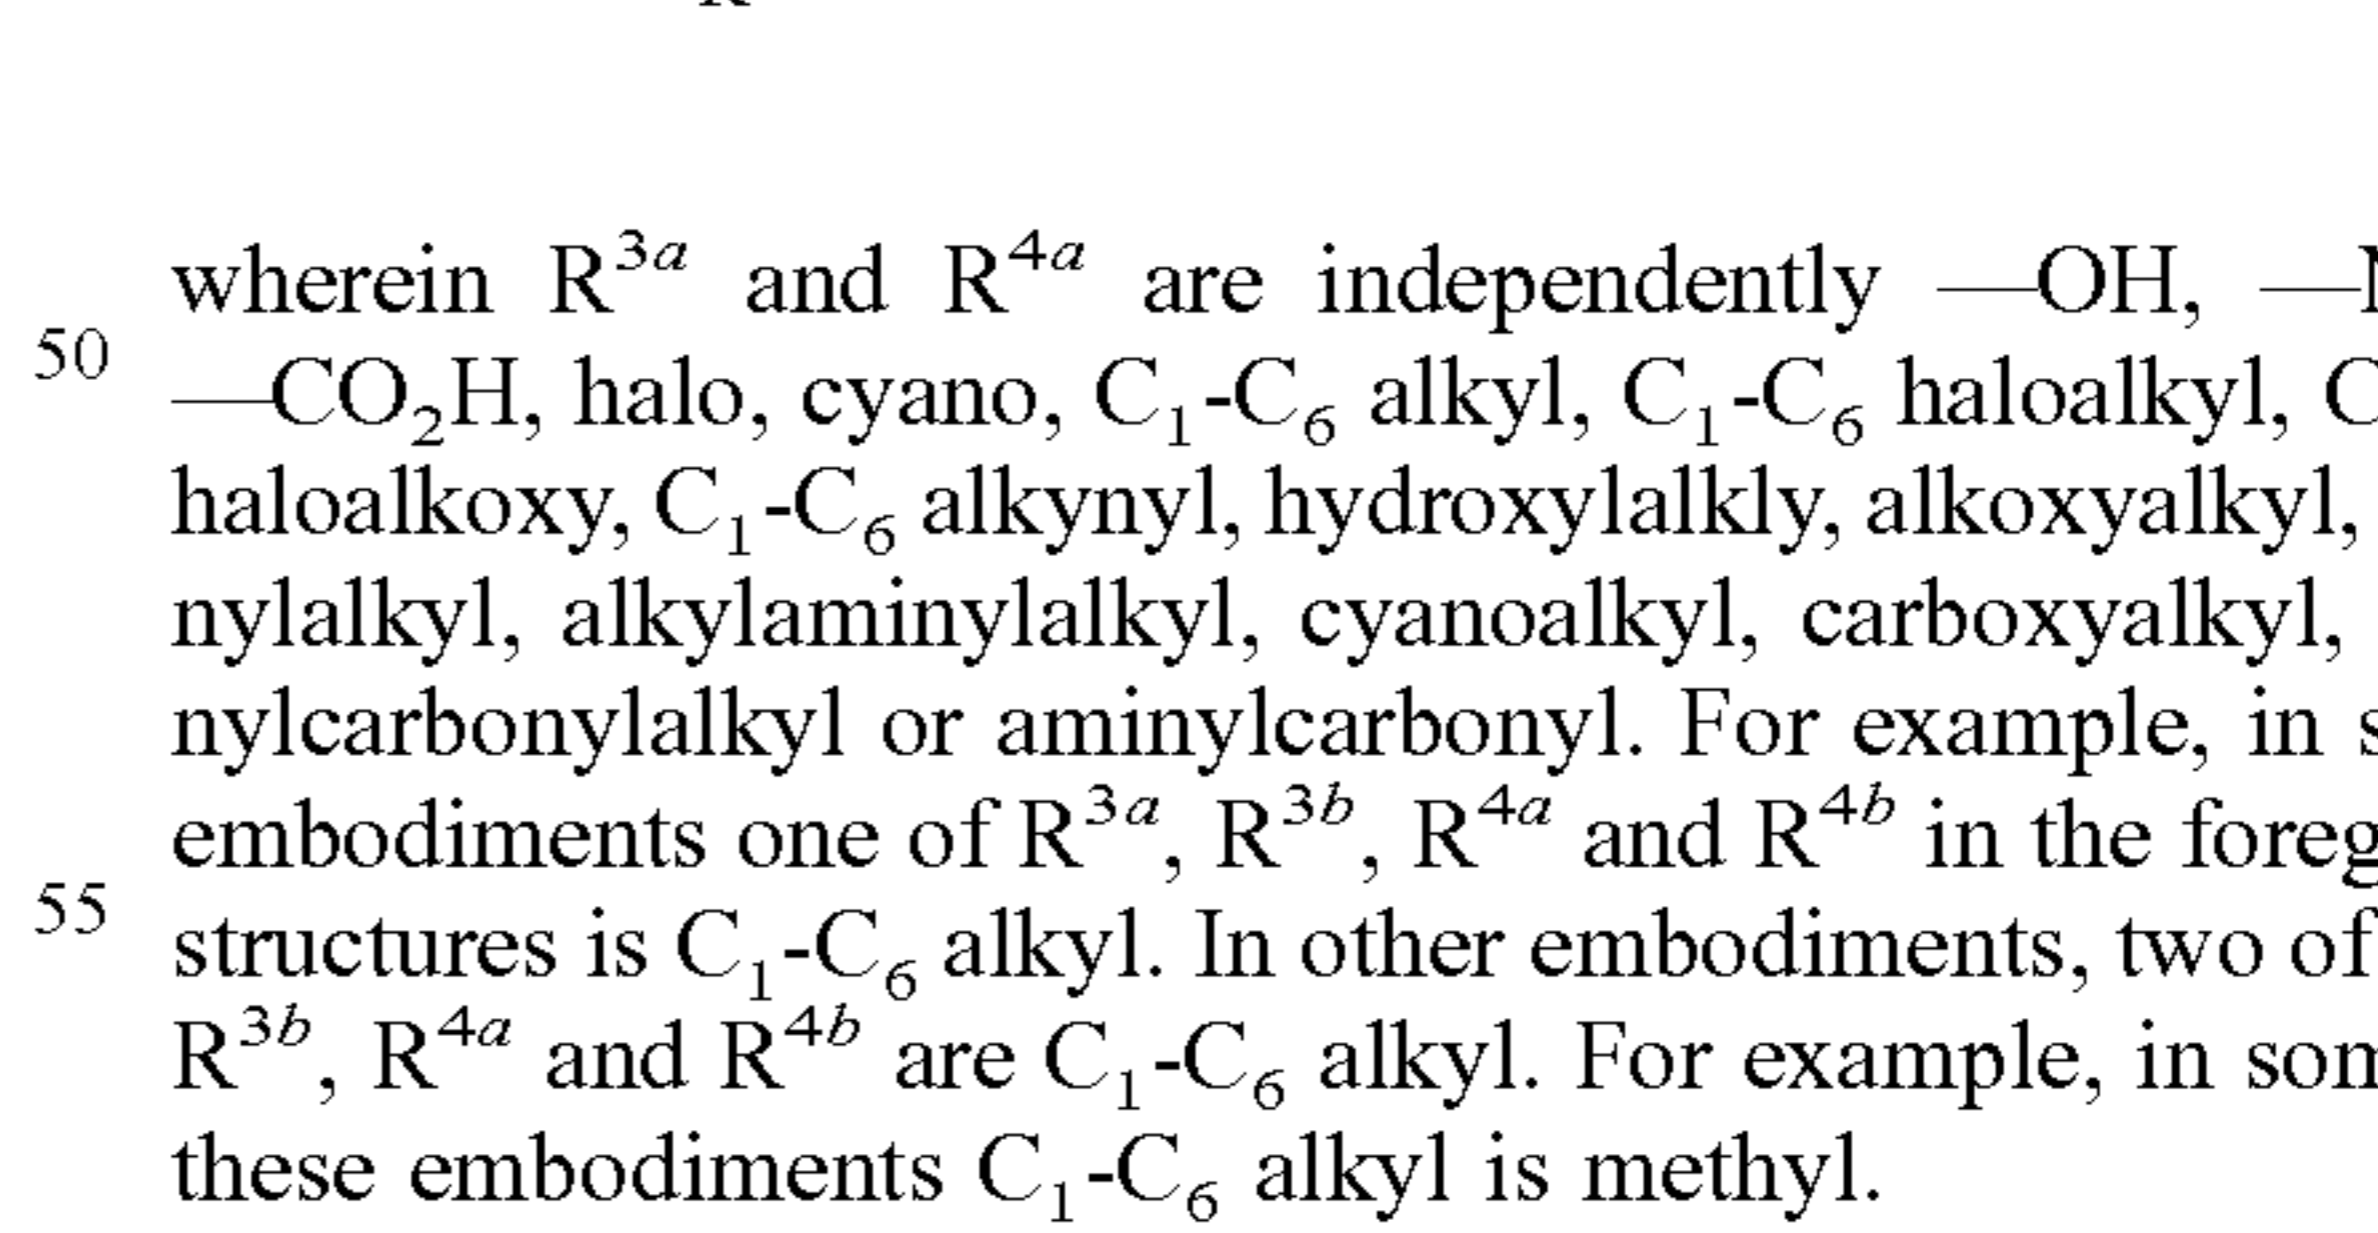 wherein R³ᵃ and R⁴ᵃ are independently —OH,
50
—CO₂H, halo, cyano, C₁-C₆ alkyl, C₁-C₆ haloalkyl,
haloalkoxy, C₁-C₆ alkynyl, hydroxylalkly, alkoxyalkyl,
nylalkyl, alkylaminylalkyl, cyanoalkyl, carboxyalkyl,
nylcarbonylalkyl or aminylcarbonyl. For example, in
embodiments one of R³ᵃ, R³ᵇ, R⁴ᵃ and R⁴ᵇ in the foreg
55
structures is C₁-C₆ alkyl. In other embodiments, two of
R³ᵇ, R⁴ᵃ and R⁴ᵇ are C₁-C₆ alkyl. For example, in som
these embodiments C₁-C₆ alkyl is methyl.